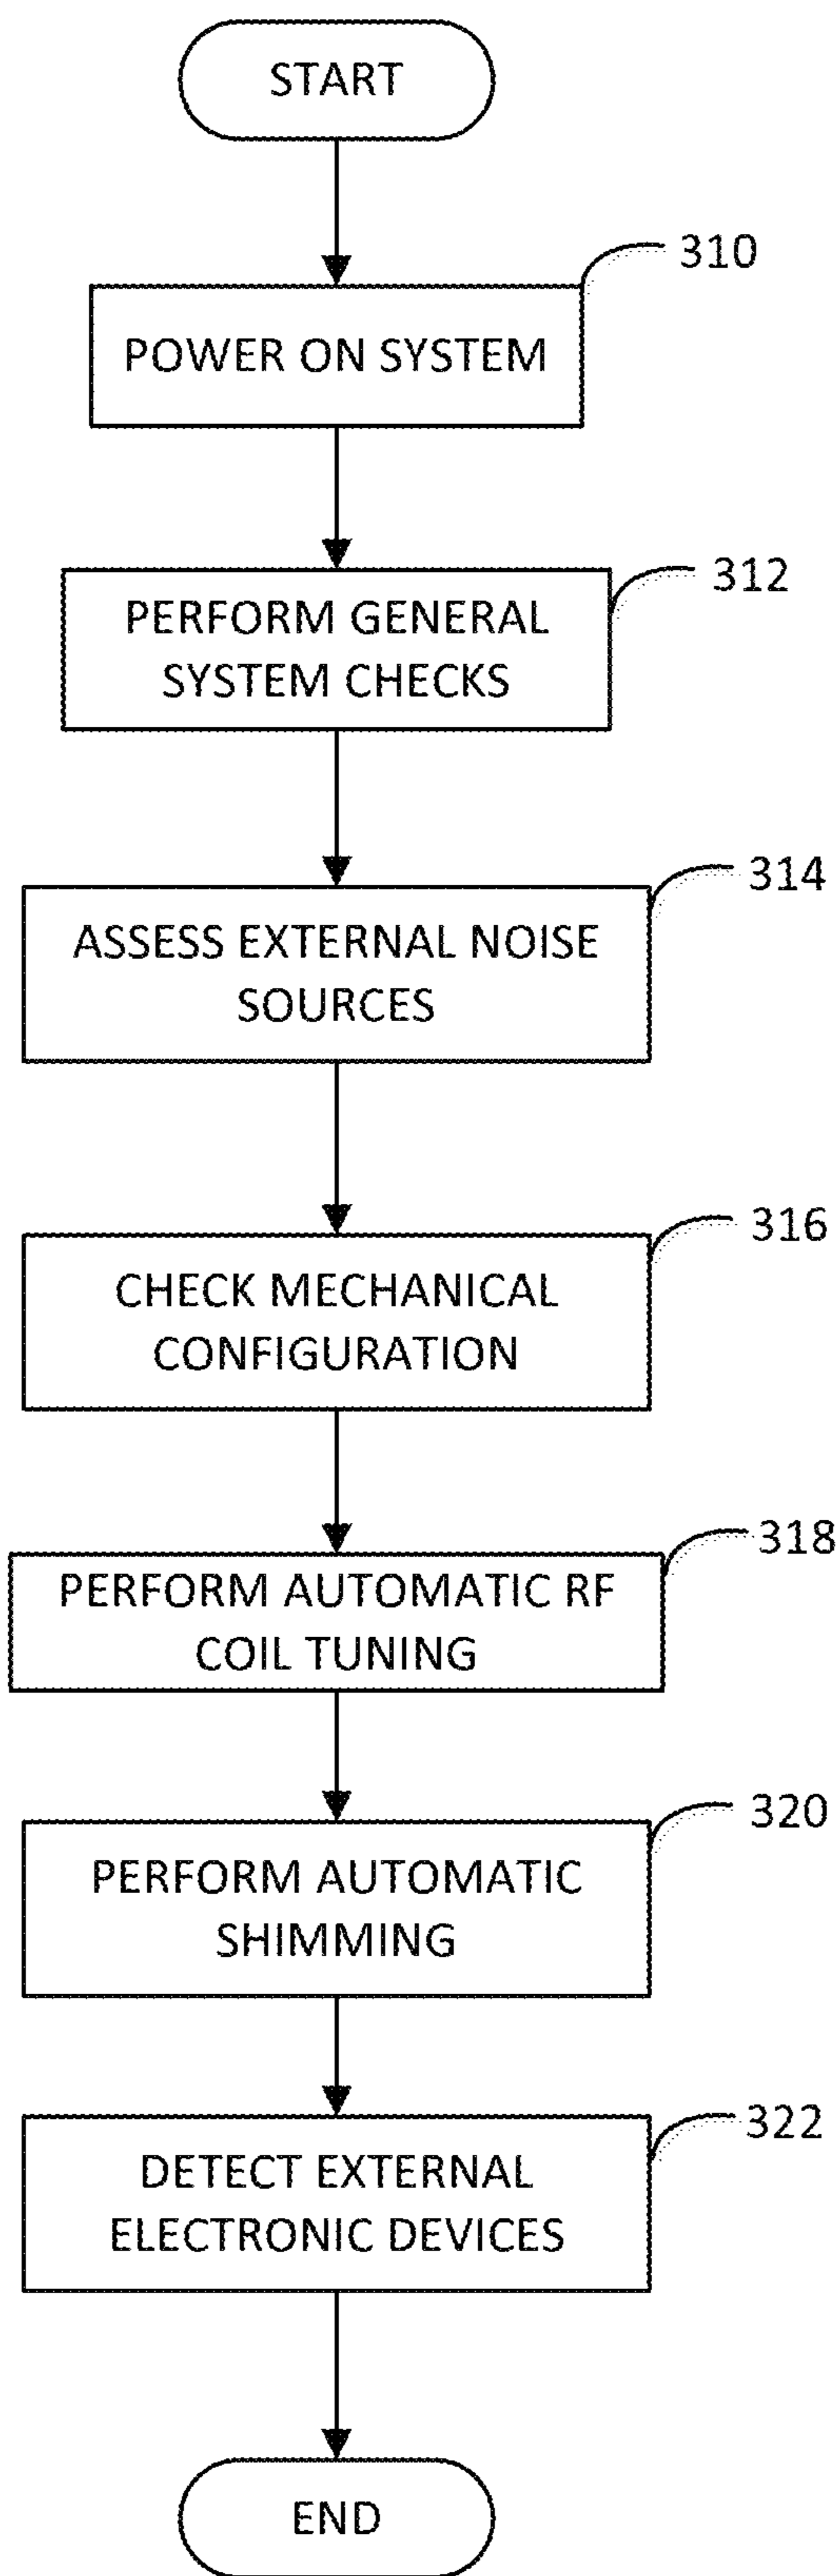 START
310
POWER ON SYSTEM
312
PERFORM GENERAL
SYSTEM CHECKS
314
ASSESS EXTERNAL NOISE
SOURCES
316
CHECK MECHANICAL
CONFIGURATION
318
PERFORM AUTOMATIC RF
COIL TUNING
320
PERFORM AUTOMATIC
SHIMMING
322
DETECT EXTERNAL
ELECTRONIC DEVICES
END